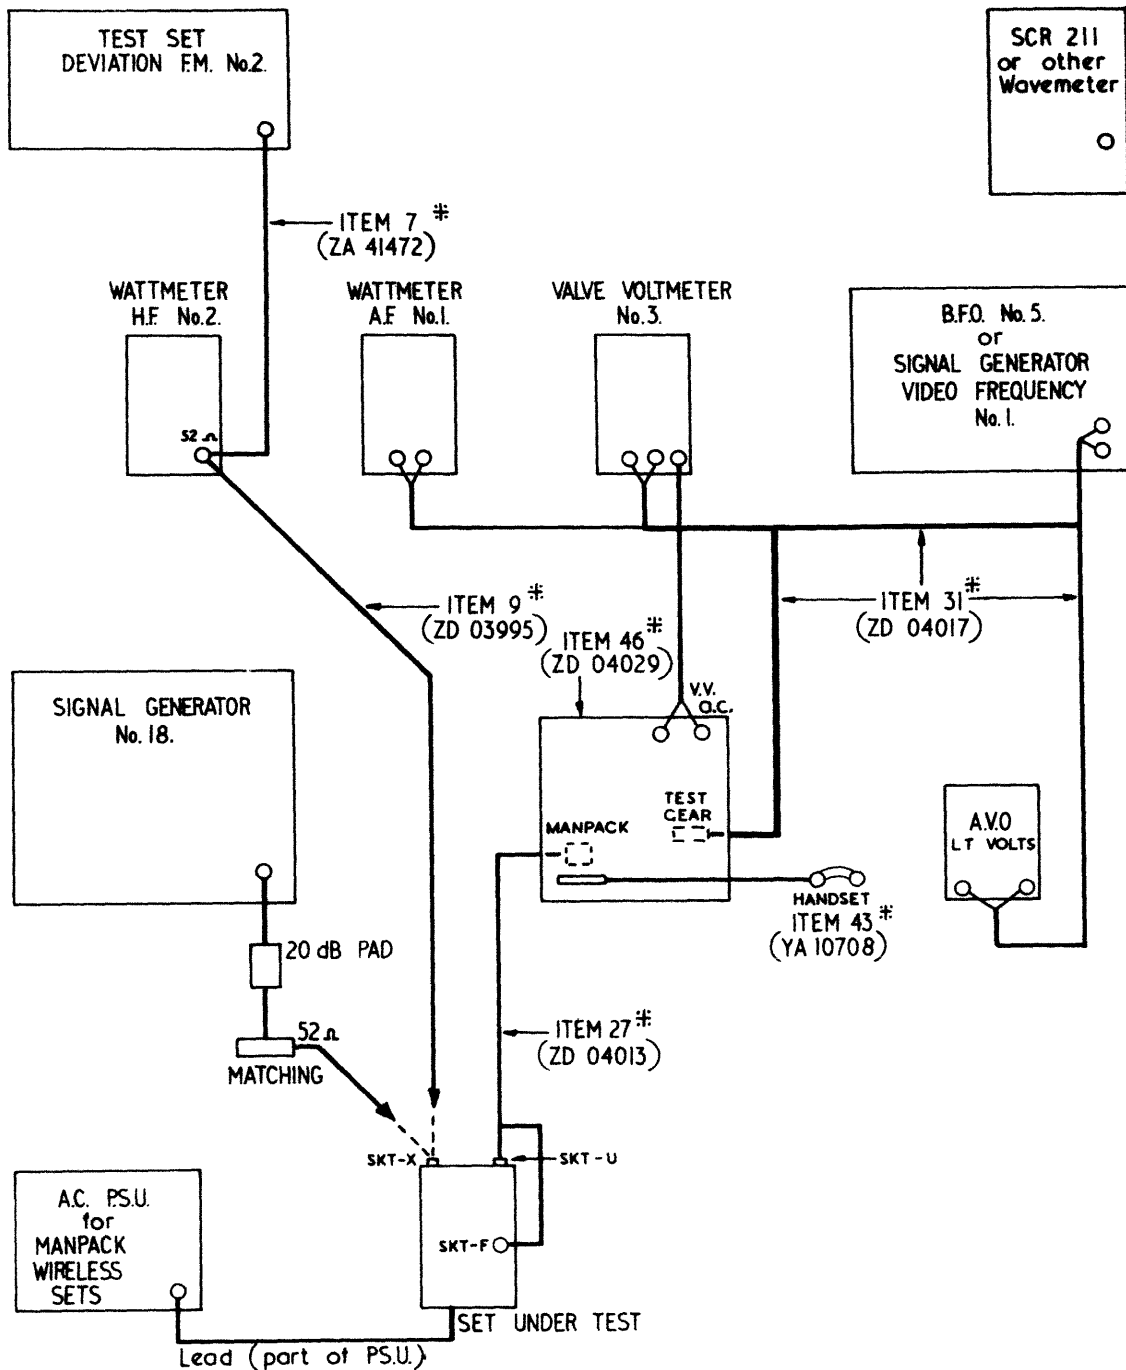 TEST SET
DEVIATION F.M. No.2.
SCR 211
or other
Wavemeter
ITEM 7 *
(ZA 41472)
WATTMETER
H.F. No.2.
52 Ω
WATTMETER
A.F. No.1.
VALVE VOLTMETER
No.3.
B.F.O. No.5.
or
SIGNAL GENERATOR
VIDEO FREQUENCY
No.1.
ITEM 9 *
(ZD 03995)
ITEM 46 *
(ZD 04029)
ITEM 31 *
(ZD 04017)
SIGNAL GENERATOR
No.18.
V.V.
a.c.
TEST
GEAR
MANPACK
A.V.O
L.T VOLTS
HANDSET
ITEM 43 *
(YA 10708)
20 dB PAD
52 Ω
MATCHING
ITEM 27 *
(ZD 04013)
SKT-X
SKT-U
A.C. P.S.U.
for
MANPACK
WIRELESS
SETS
SKT-F
SET UNDER TEST
Lead (part of P.S.U.)